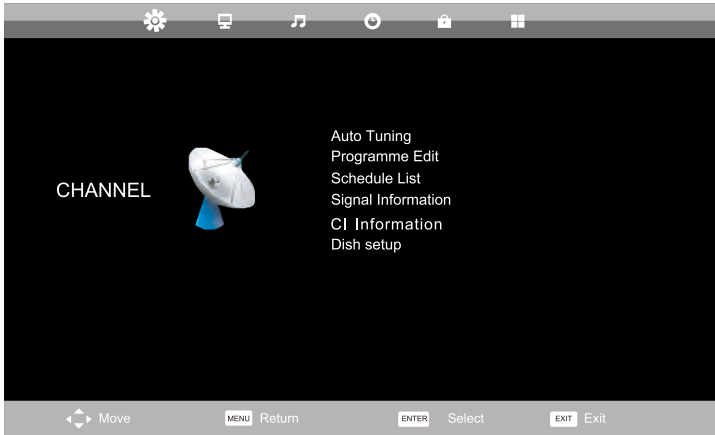 CHANNEL
Auto Tuning
Programme Edit
Schedule List
Signal Information
CI Information
Dish setup
Move MENU Return ENTER Select EXIT Exit